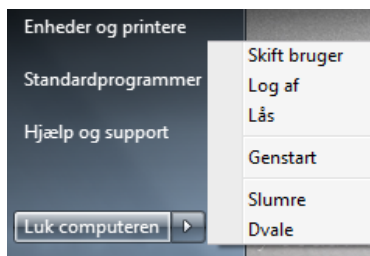 Enheder og printere
Standardprogrammer
Hjælp og support
Luk computeren
Skift bruger
Log af
Lås
Genstart
Slumre
Dvale